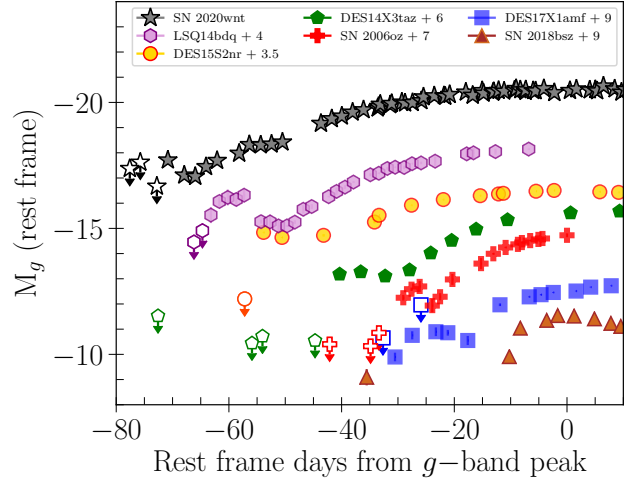 SN 2020wnt
LSQ14bdq + 4
DES15S2nr + 3.5
DES14X3taz + 6
SN 2006oz + 7
DES17X1amf + 9
SN 2018bsz + 9
M_g (rest frame)
−20
−15
−10
−80
−60
−40
−20
0
Rest frame days from g−band peak